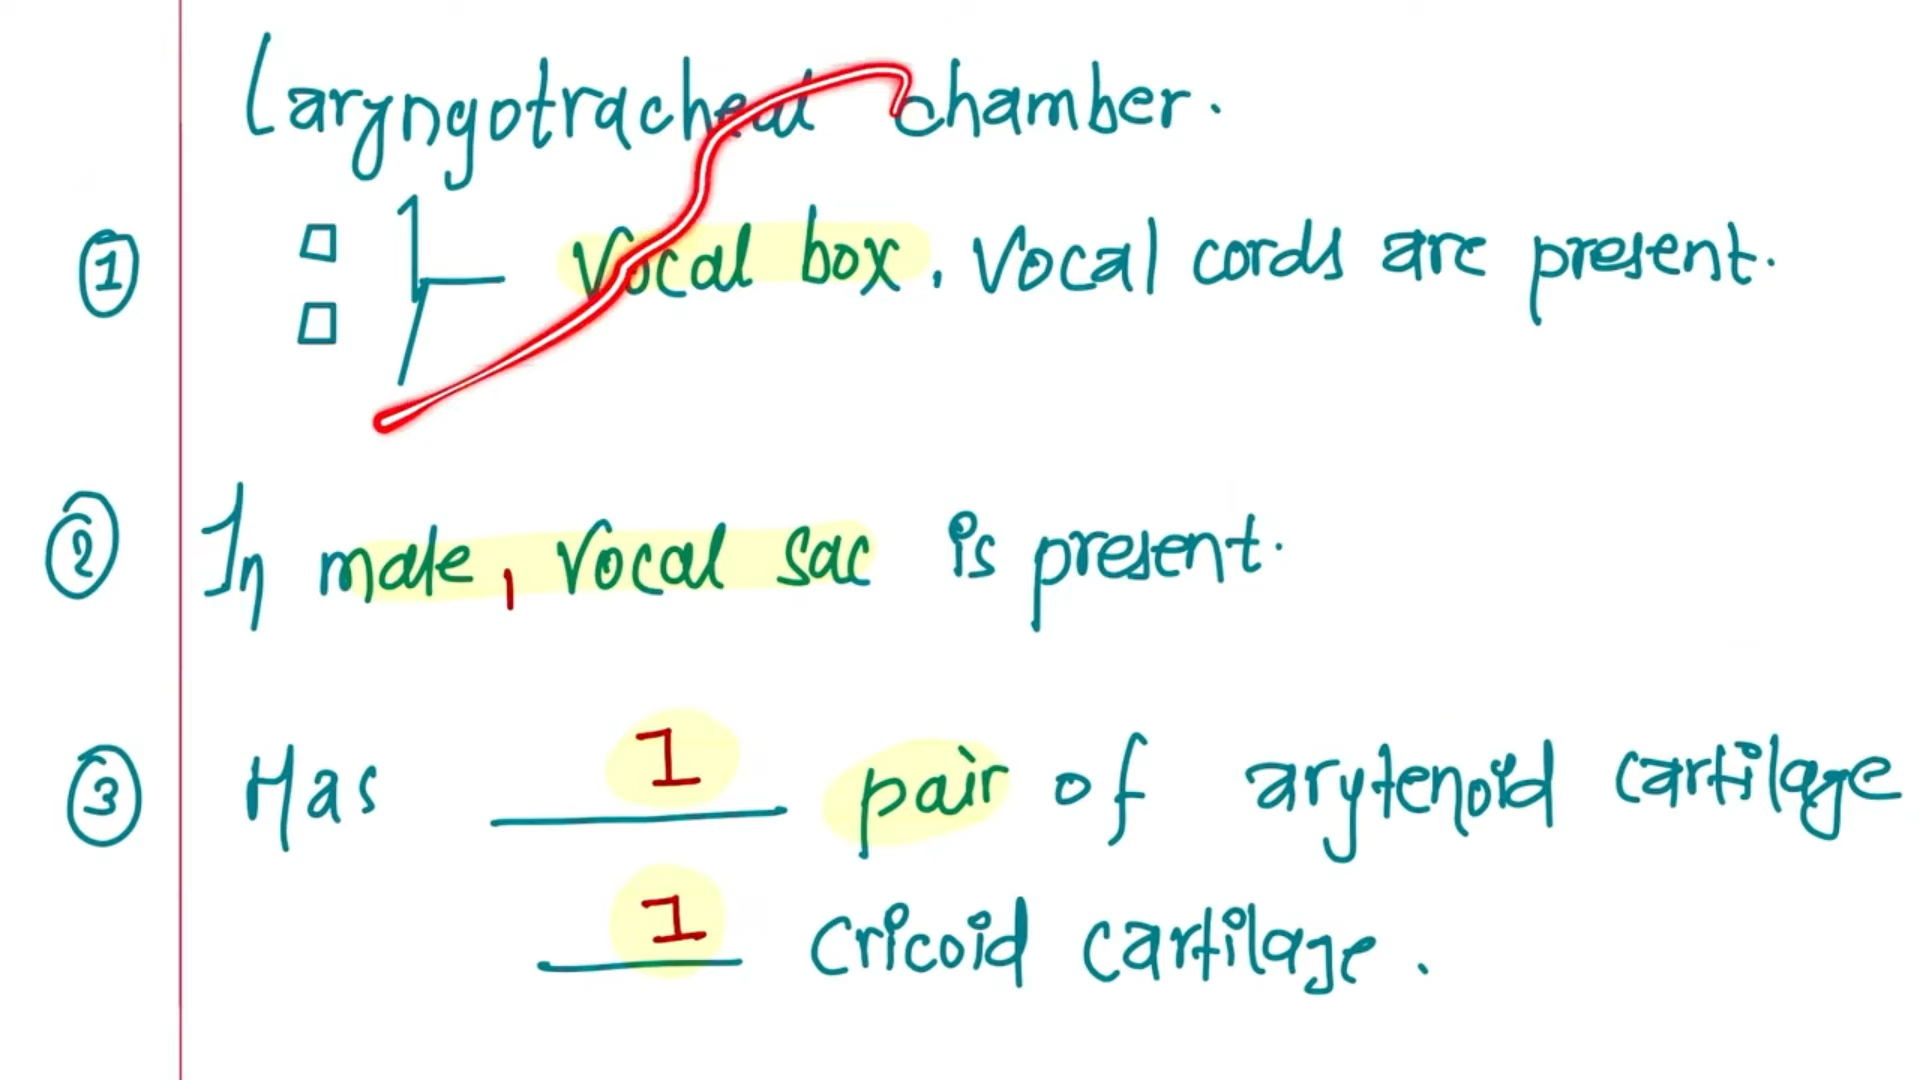 Laryngotracheal chamber.
① Vocal box, Vocal cords are present.
② In male, Vocal sac is present.
③ Has 1 pair of arytenoid cartilage
1 cricoid cartilage.